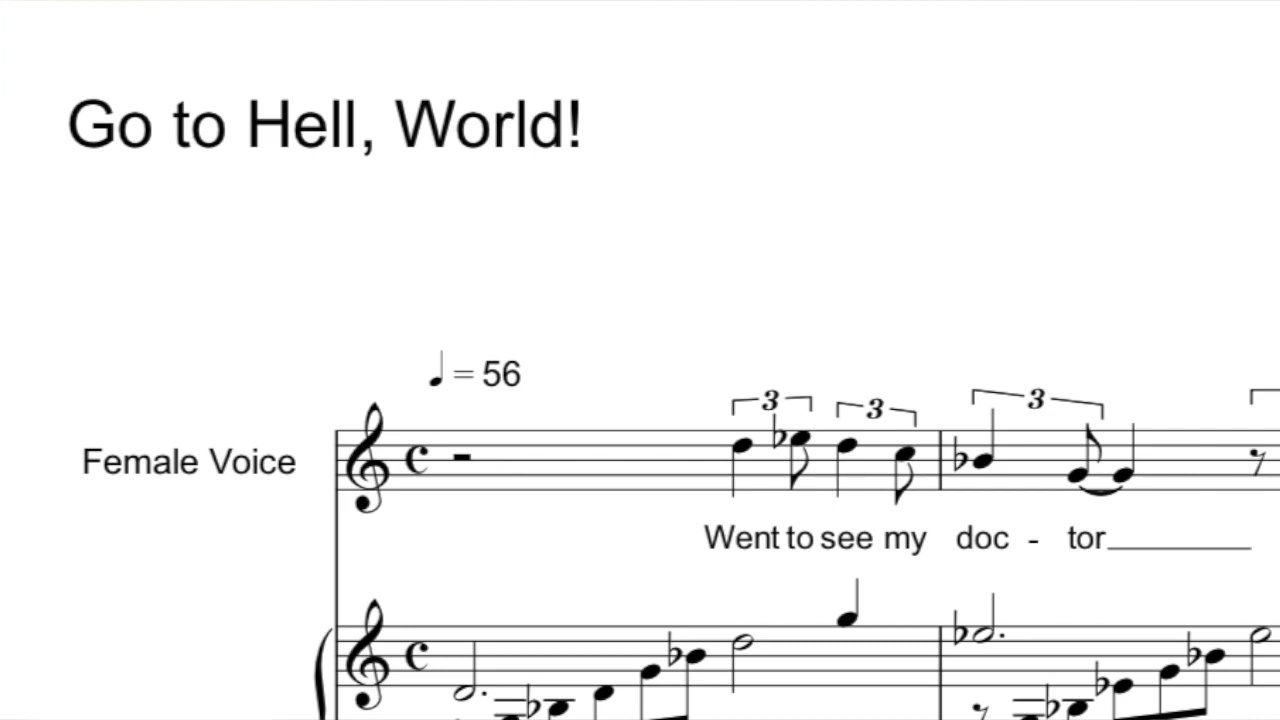 Go to Hell, World!
♩ = 56
3 3 3
Female Voice
Went to see my doc - tor